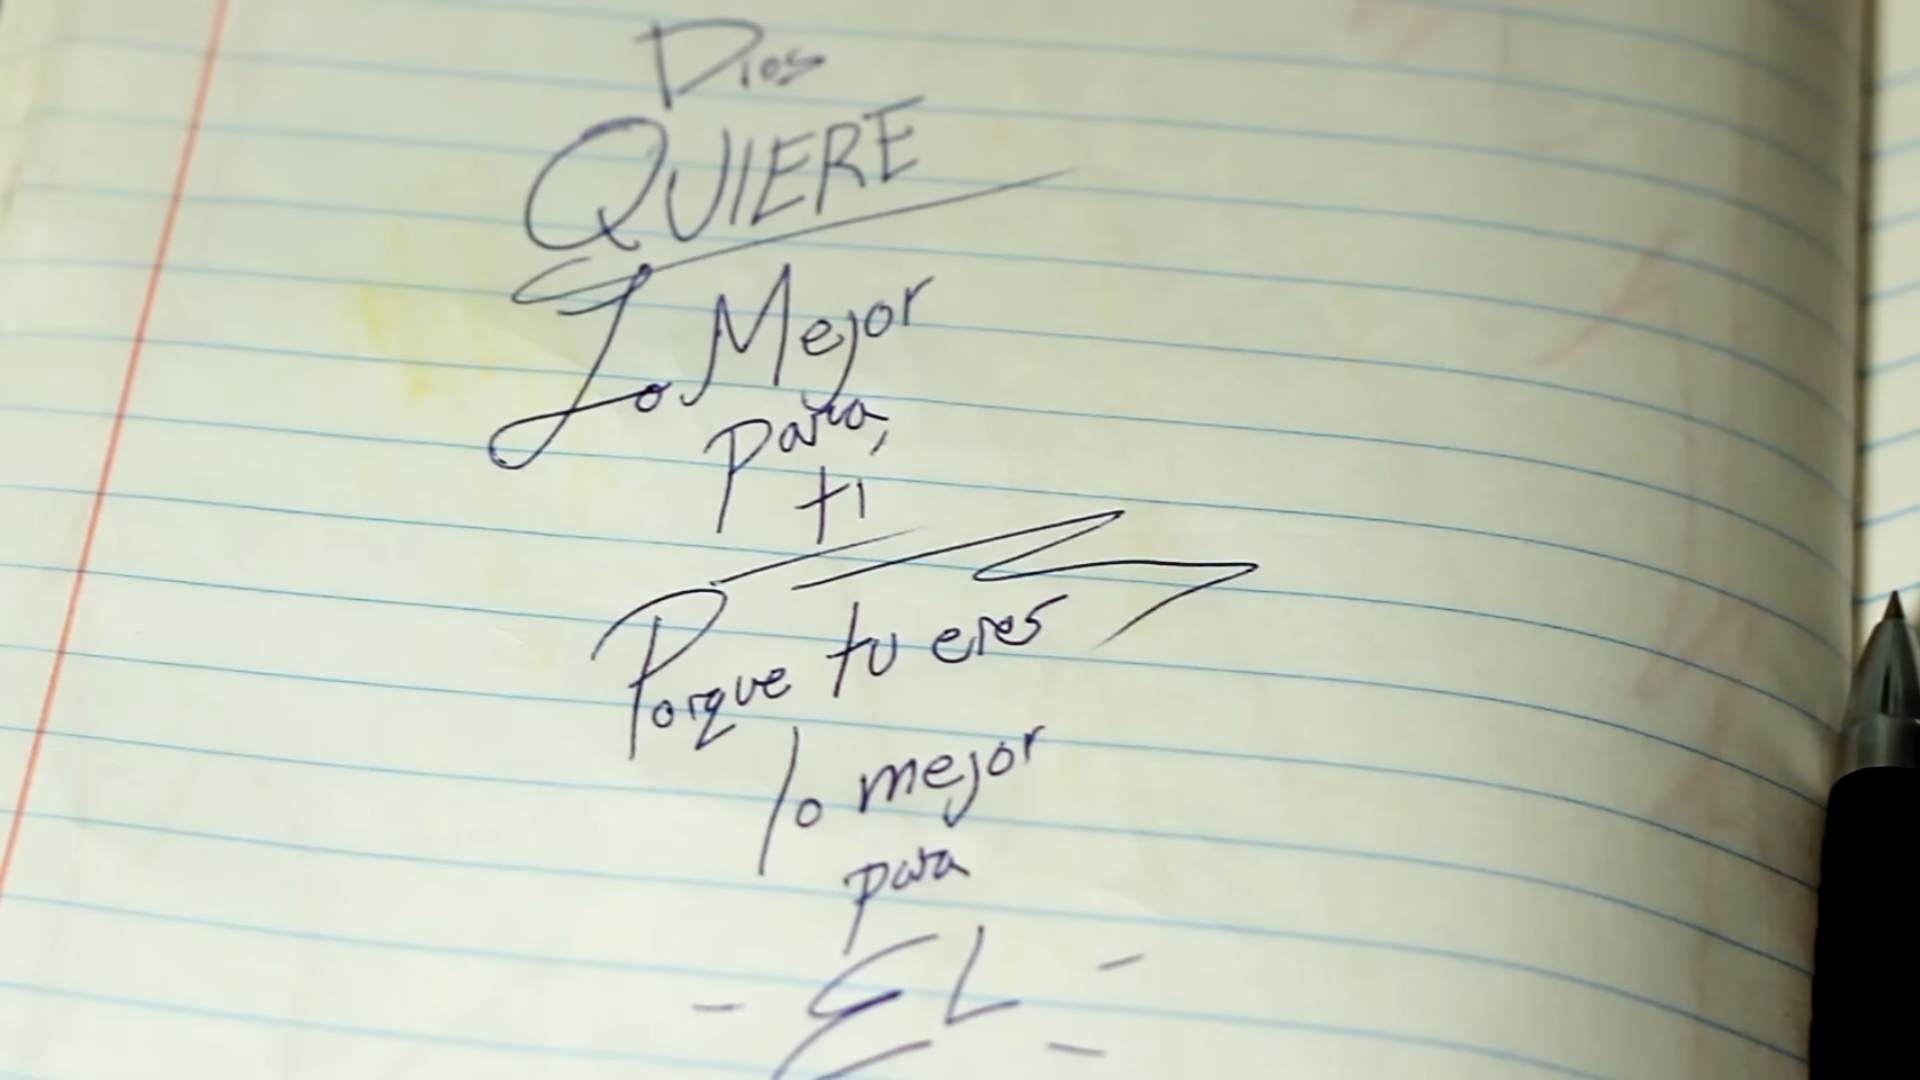 Dios
QUIERE
Lo Mejor
para,
ti
Porque tu eres
lo mejor
para
- EL -